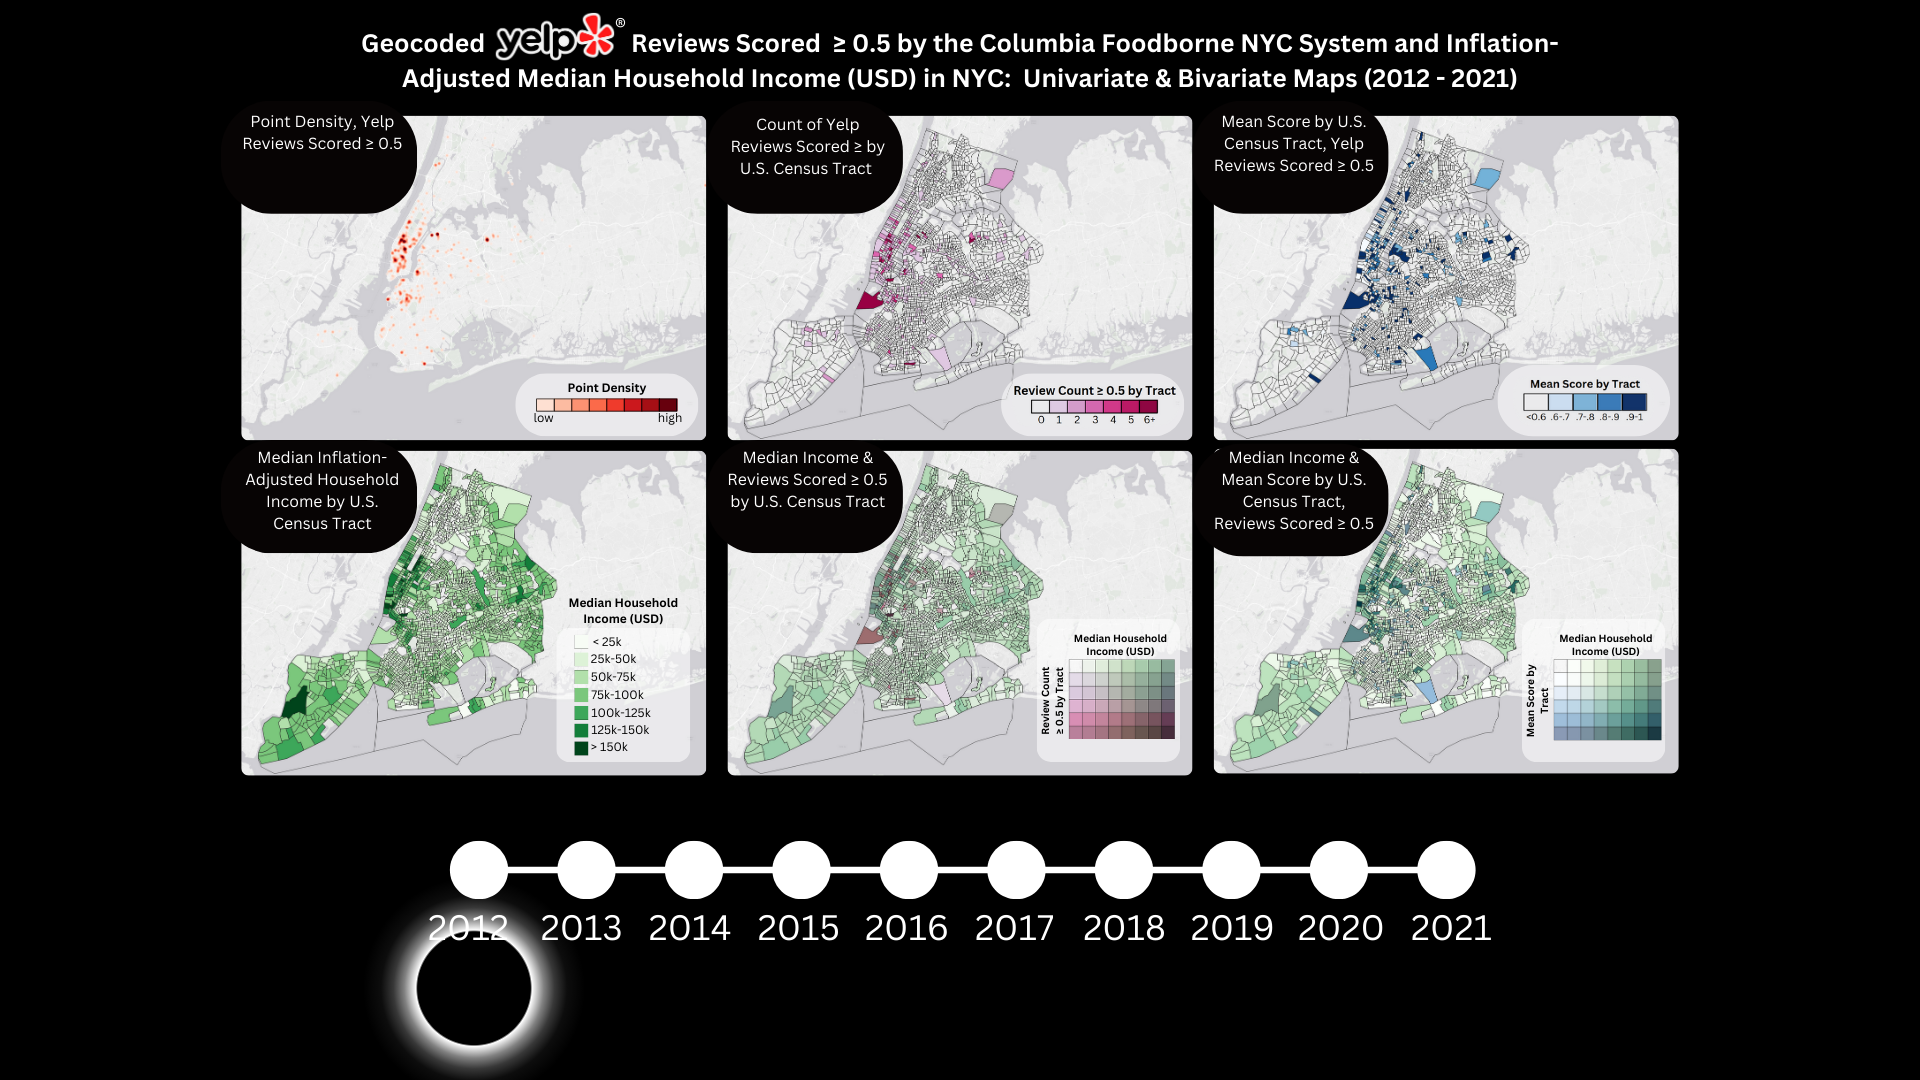 Geocoded yelp® Reviews Scored ≥ 0.5 by the Columbia Foodborne NYC System and Inflation-
Adjusted Median Household Income (USD) in NYC: Univariate & Bivariate Maps (2012 - 2021)
Point Density, Yelp
Reviews Scored ≥ 0.5
Point Density
low high
Count of Yelp
Reviews Scored ≥ by
U.S. Census Tract
Review Count ≥ 0.5 by Tract
0 1 2 3 4 5 6+
Mean Score by U.S.
Census Tract, Yelp
Reviews Scored ≥ 0.5
Mean Score by Tract
<0.6 .6-.7 .7-.8 .8-.9 .9-1
Median Inflation-
Adjusted Household
Income by U.S.
Census Tract
Median Household
Income (USD)
< 25k
25k-50k
50k-75k
75k-100k
100k-125k
125k-150k
> 150k
Median Income &
Reviews Scored ≥ 0.5
by U.S. Census Tract
Median Household
Income (USD)
Review Count
≥ 0.5 by Tract
Median Income &
Mean Score by U.S.
Census Tract,
Reviews Scored ≥ 0.5
Median Household
Income (USD)
Mean Score by
Tract
2012 2013 2014 2015 2016 2017 2018 2019 2020 2021